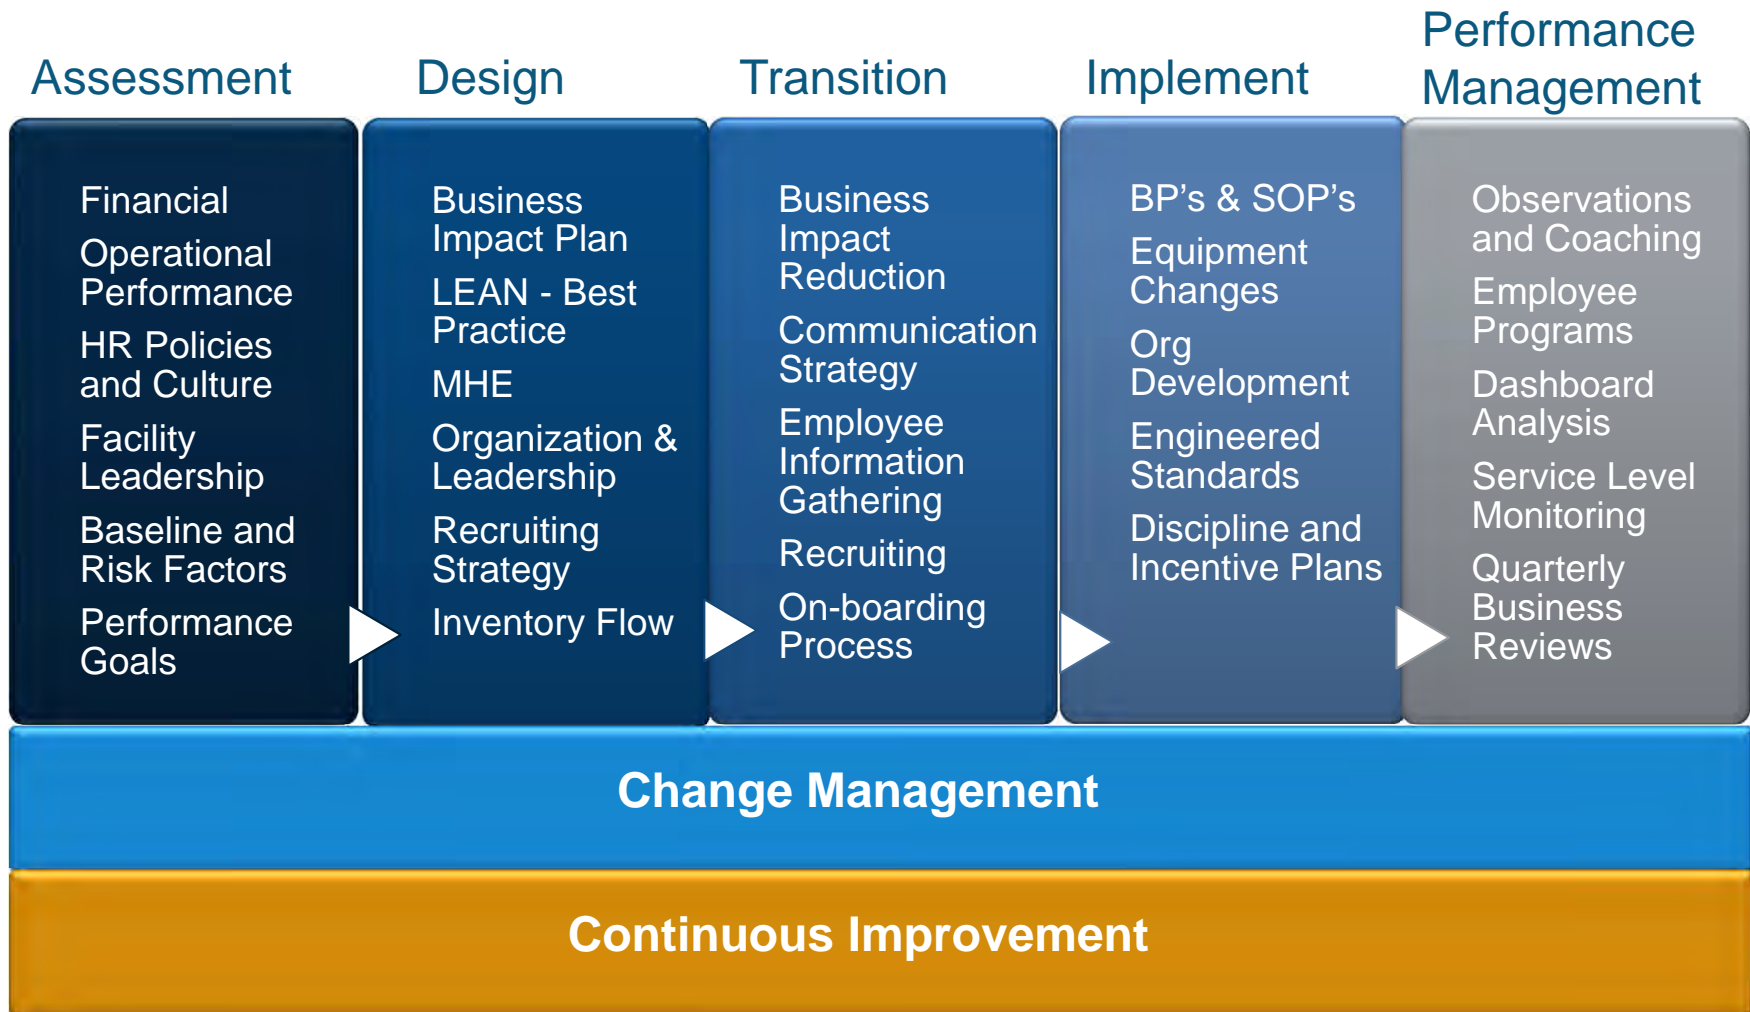 Assessment
Design
Transition
Implement
Performance
Management
Financial
Operational
Performance
HR Policies
and Culture
Facility
Leadership
Baseline and
Risk Factors
Performance
Goals
Business
Impact Plan
LEAN - Best
Practice
MHE
Organization &
Leadership
Recruiting
Strategy
Inventory Flow
Business
Impact
Reduction
Communication
Strategy
Employee
Information
Gathering
Recruiting
On-boarding
Process
BP’s & SOP’s
Equipment
Changes
Org
Development
Engineered
Standards
Discipline and
Incentive Plans
Observations
and Coaching
Employee
Programs
Dashboard
Analysis
Service Level
Monitoring
Quarterly
Business
Reviews
Change Management
Continuous Improvement